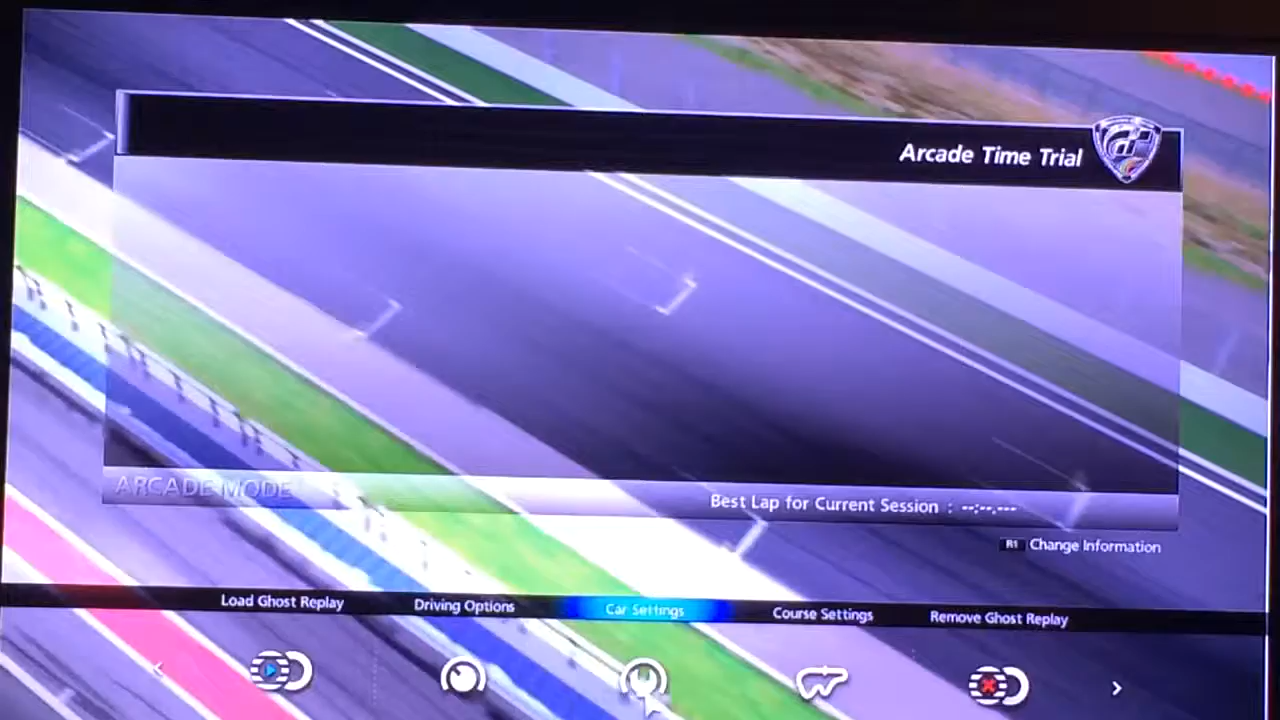 Arcade Time Trial
ARCADE MODE
Best Lap for Current Session : --:--.---
R1 Change Information
Load Ghost Replay
Driving Options
Car Settings
Course Settings
Remove Ghost Replay